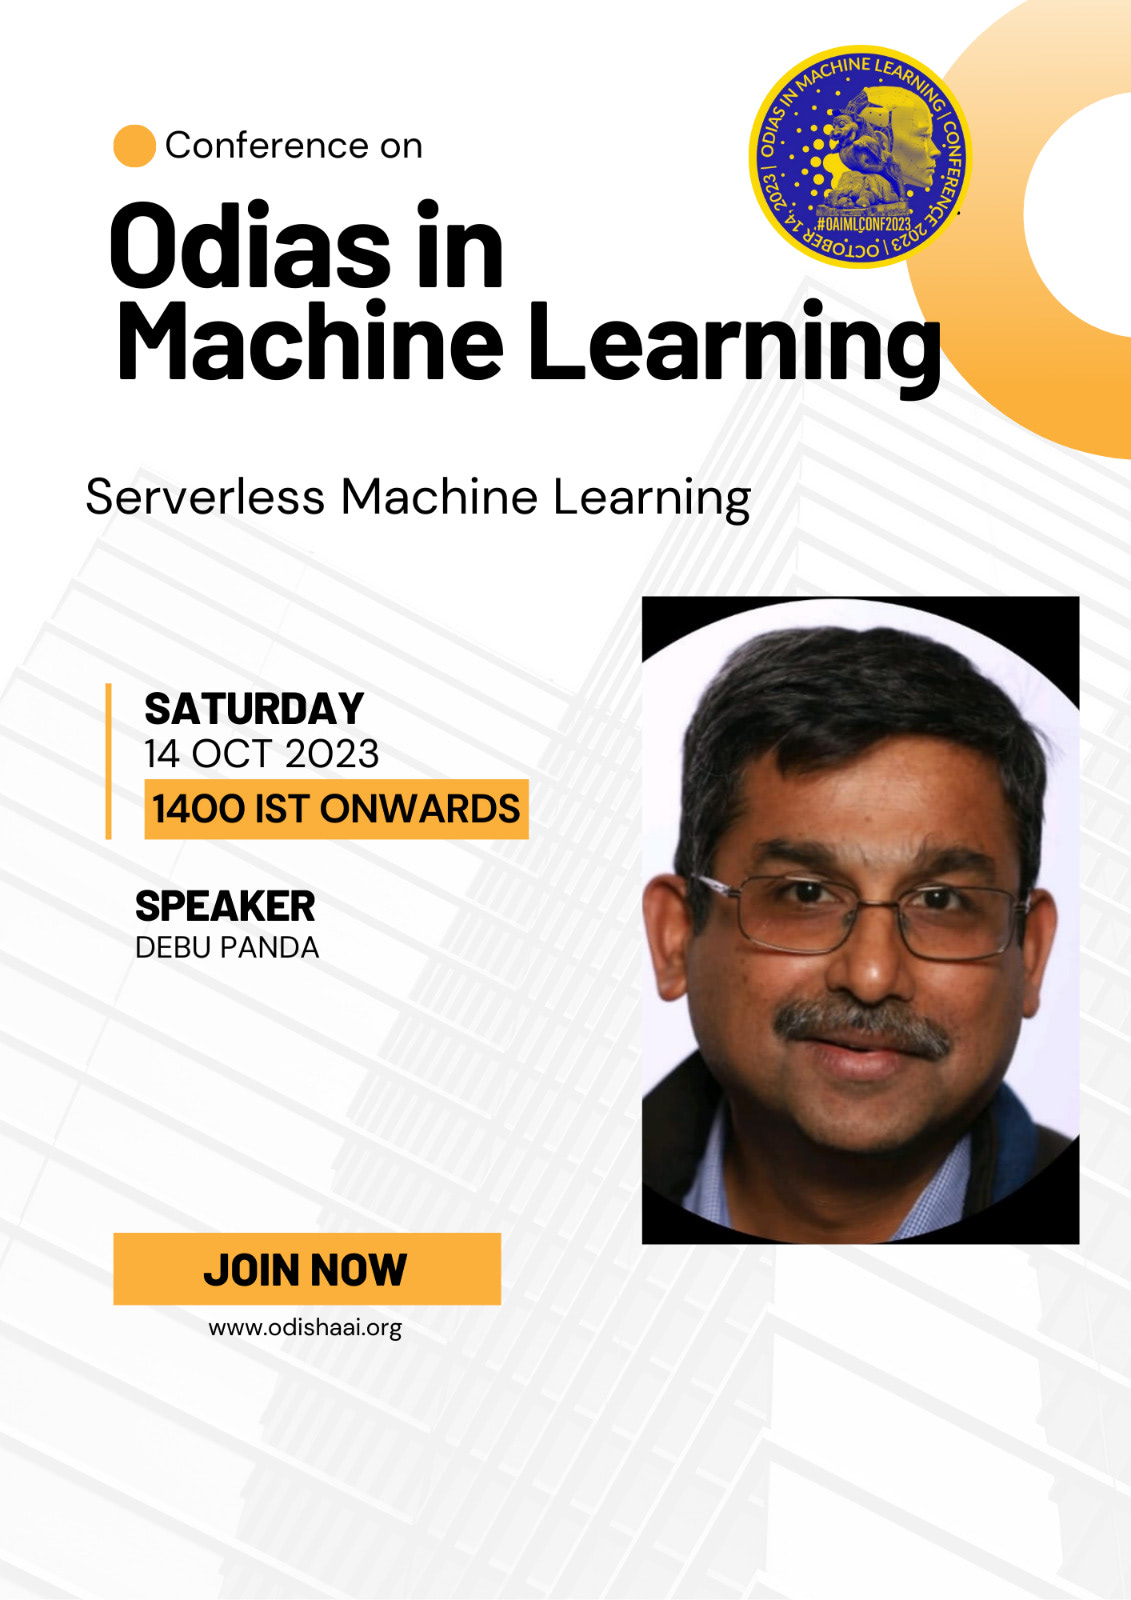 Conference on
Odias in
Machine Learning
ODIAS IN MACHINE LEARNING | CONFERENCE 2023 | OCTOBER 14, 2023 |
#OAIMLCONF2023
Serverless Machine Learning
SATURDAY
14 OCT 2023
1400 IST ONWARDS
SPEAKER
DEBU PANDA
JOIN NOW
www.odishaai.org